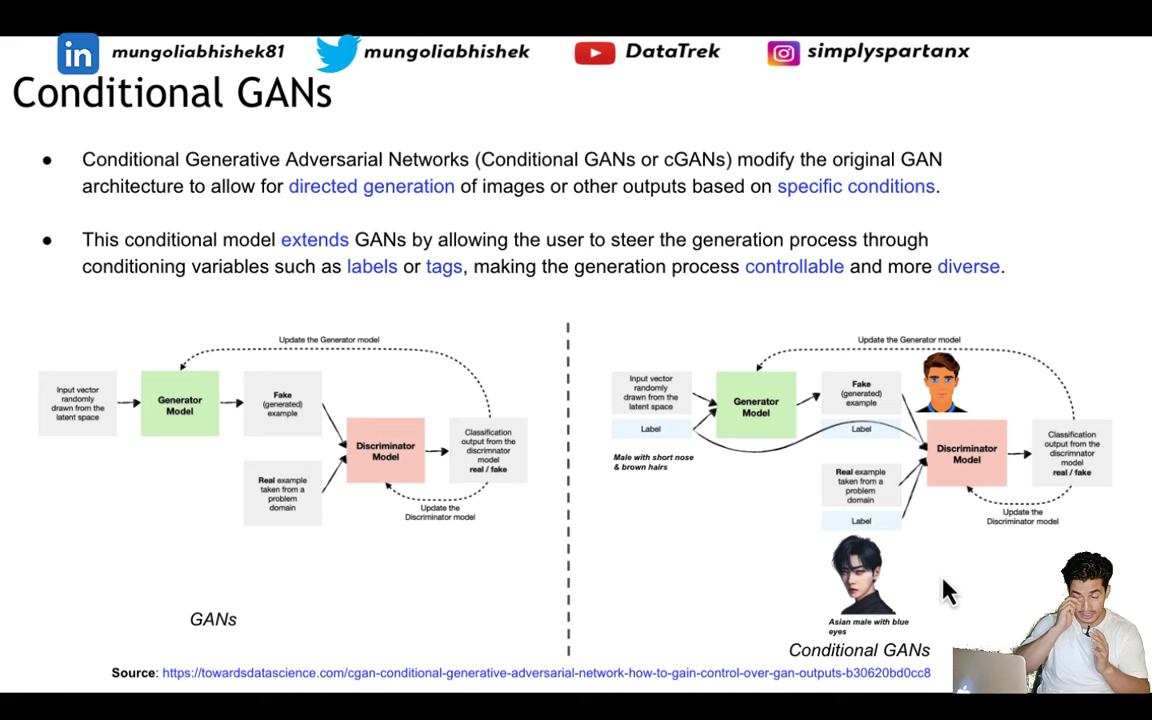 mungoliabhishek81 mungoliabhishek DataTrek simplyspartanx
Conditional GANs
● Conditional Generative Adversarial Networks (Conditional GANs or cGANs) modify the original GAN
architecture to allow for directed generation of images or other outputs based on specific conditions.
● This conditional model extends GANs by allowing the user to steer the generation process through
conditioning variables such as labels or tags, making the generation process controllable and more diverse.
Update the Generator model
Input vector
randomly
drawn from the
latent space
Generator
Model
Fake
(generated)
example
Discriminator
Model
Classification
output from the
discrimnator
model
real / fake
Real example
taken from a
problem
domain
Update the
Discriminator model
GANs
Update the Generator model
Input vector
randomly
drawn from the
latent space
Label
Male with short nose
& brown hairs
Generator
Model
Fake
(generated)
example
Label
Discriminator
Model
Classification
output from the
discrimnator
model
real / fake
Real example
taken from a
problem
domain
Label
Update the
Discriminator model
Asian male with blue
eyes
Conditional GANs
Source: https://towardsdatascience.com/cgan-conditional-generative-adversarial-network-how-to-gain-control-over-gan-outputs-b30620bd0cc8